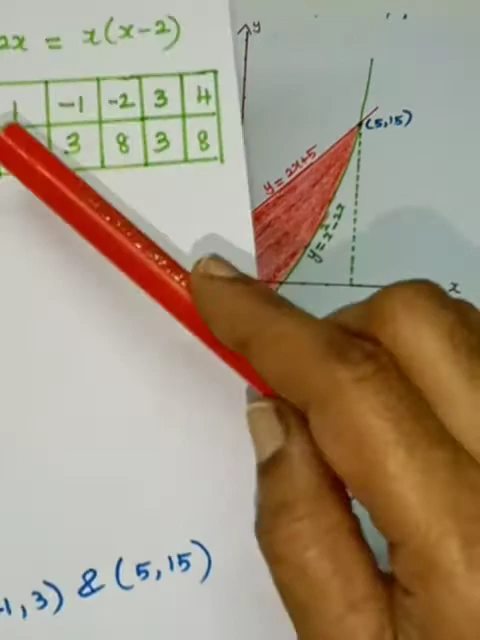 2x = x(x-2)
1 -1 -2 3 4
3 8 3 8
y
(5,15)
y = 2x+5
y = x²-2x
x
-1,3) & (5,15)